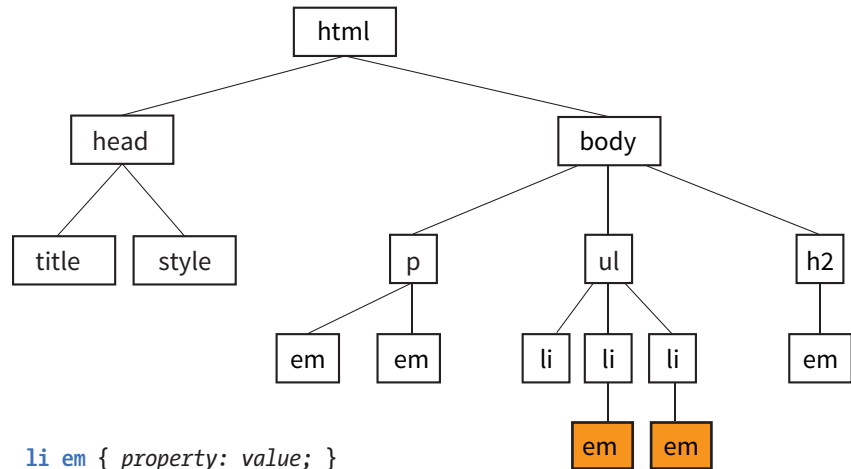 html
head body
title style p ul h2
em em li li li em
em em
li em { property: value; }